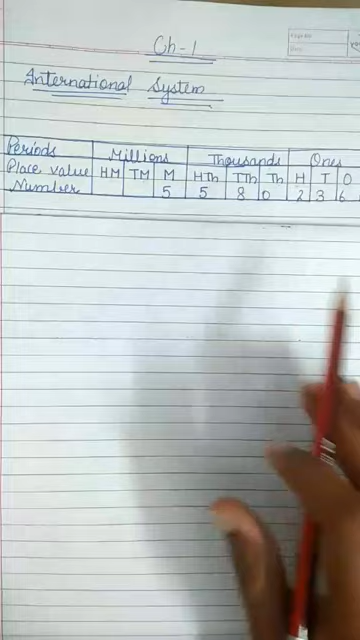 Ch-1
International System
Periods Millions Thousands Ones
Place value HM TM M HTh TTh Th H T O
Number 5 5 8 0 2 3 6